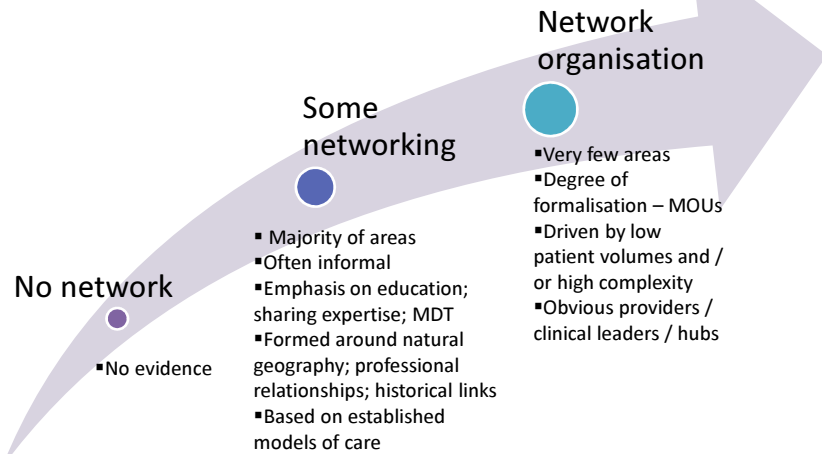 No network
▪No evidence
Some
networking
▪ Majority of areas
▪Often informal
▪Emphasis on education;
sharing expertise; MDT
▪Formed around natural
geography; professional
relationships; historical links
▪Based on established
models of care
Network
organisation
▪Very few areas
▪Degree of
formalisation – MOUs
▪Driven by low
patient volumes and /
or high complexity
▪Obvious providers /
clinical leaders / hubs